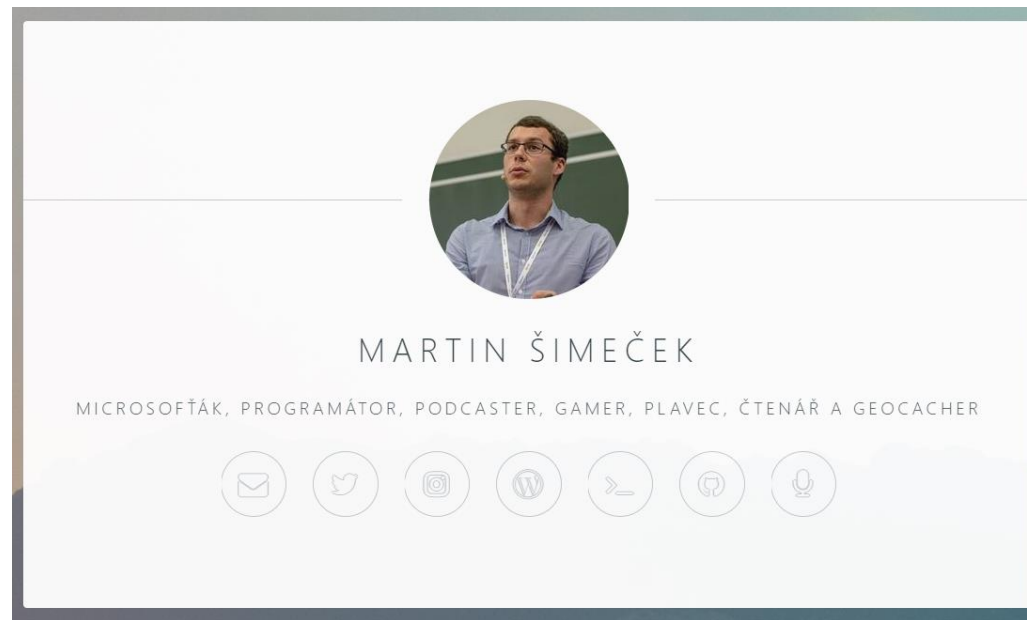 MARTIN ŠIMEČEK
MICROSOFŤÁK, PROGRAMÁTOR, PODCASTER, GAMER, PLAVEC, ČTENÁŘ A GEOCACHER